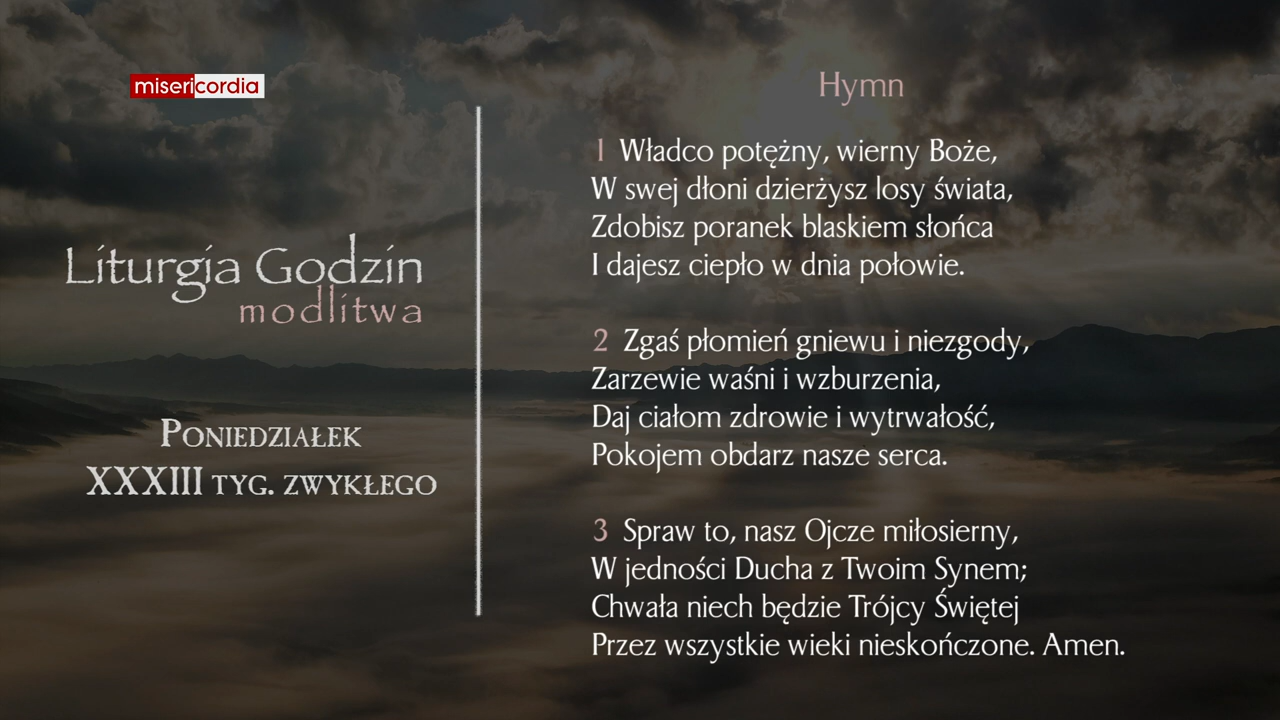 misericordia
Liturgia Godzin
modlitwa
Poniedziałek
XXXIII tyg. zwykłego
Hymn
1 Władco potężny, wierny Boże,
W swej dłoni dzierżysz losy świata,
Zdobisz poranek blaskiem słońca
I dajesz ciepło w dnia połowie.
2 Zgaś płomień gniewu i niezgody,
Zarzewie waśni i wzburzenia,
Daj ciałom zdrowie i wytrwałość,
Pokojem obdarz nasze serca.
3 Spraw to, nasz Ojcze miłosierny,
W jedności Ducha z Twoim Synem;
Chwała niech będzie Trójcy Świętej
Przez wszystkie wieki nieskończone. Amen.